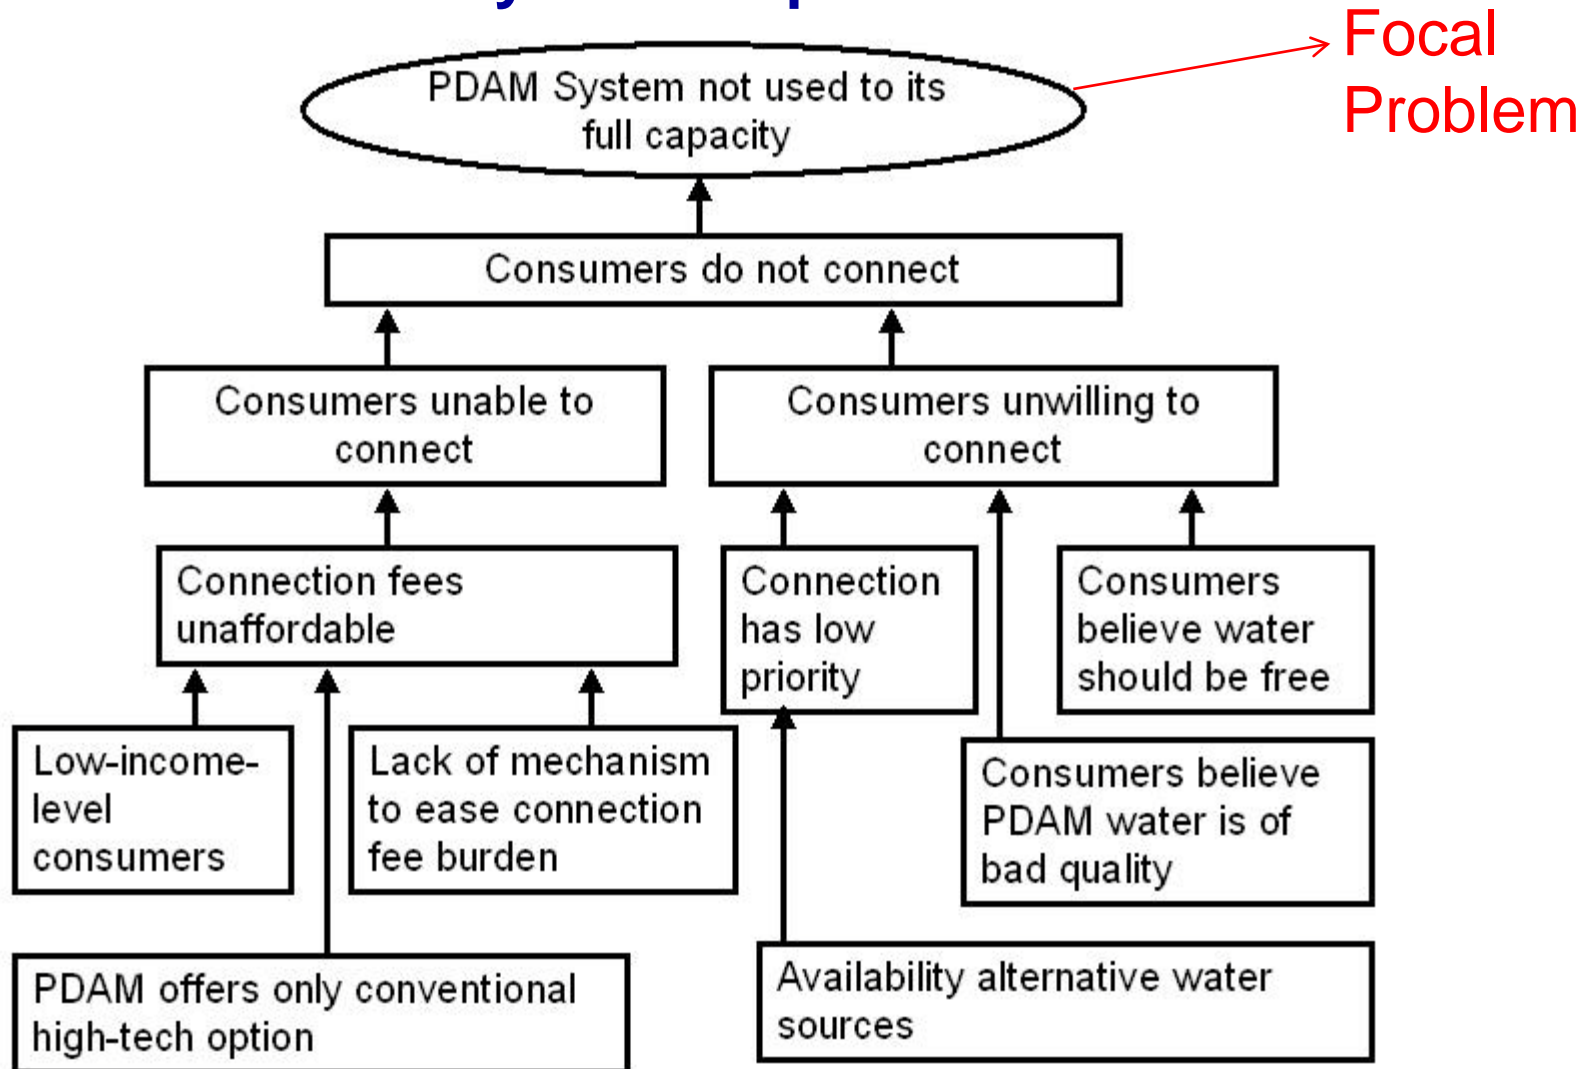 Focal
Problem
PDAM System not used to its
full capacity
Consumers do not connect
Consumers unable to
connect
Consumers unwilling to
connect
Connection fees
unaffordable
Connection
has low
priority
Consumers
believe water
should be free
Low-income-
level
consumers
Lack of mechanism
to ease connection
fee burden
Consumers believe
PDAM water is of
bad quality
PDAM offers only conventional
high-tech option
Availability alternative water
sources